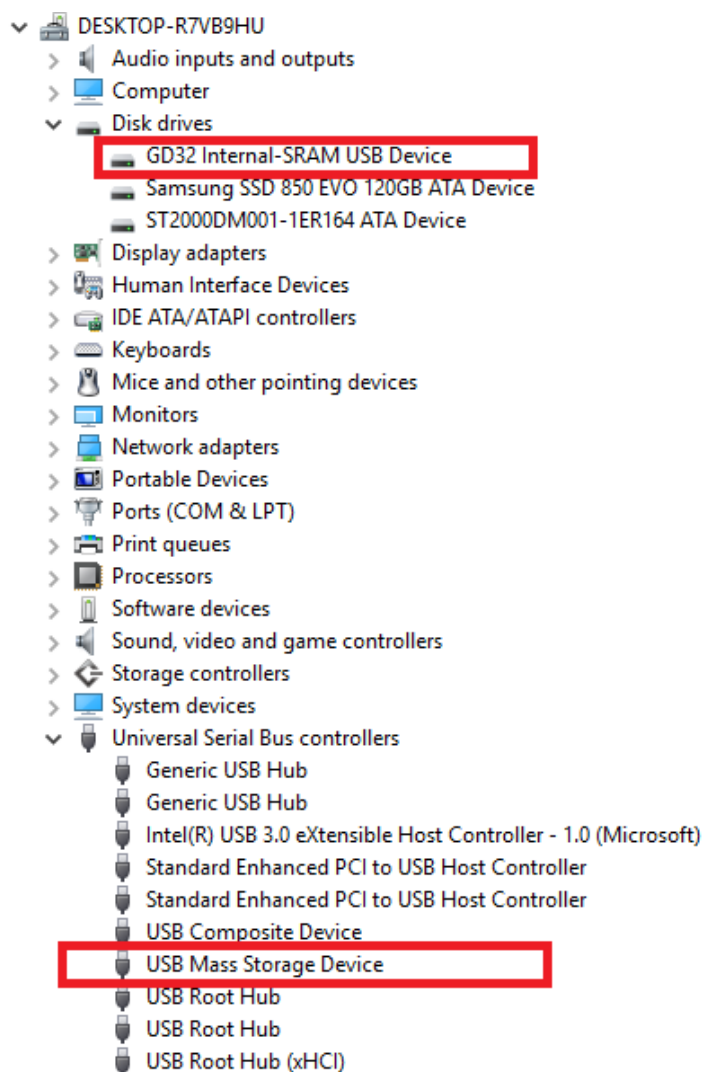 DESKTOP-R7VB9HU
Audio inputs and outputs
Computer
Disk drives
GD32 Internal-SRAM USB Device
Samsung SSD 850 EVO 120GB ATA Device
ST2000DM001-1ER164 ATA Device
Display adapters
Human Interface Devices
IDE ATA/ATAPI controllers
Keyboards
Mice and other pointing devices
Monitors
Network adapters
Portable Devices
Ports (COM & LPT)
Print queues
Processors
Software devices
Sound, video and game controllers
Storage controllers
System devices
Universal Serial Bus controllers
Generic USB Hub
Generic USB Hub
Intel(R) USB 3.0 eXtensible Host Controller - 1.0 (Microsoft)
Standard Enhanced PCI to USB Host Controller
Standard Enhanced PCI to USB Host Controller
USB Composite Device
USB Mass Storage Device
USB Root Hub
USB Root Hub
USB Root Hub (xHCI)